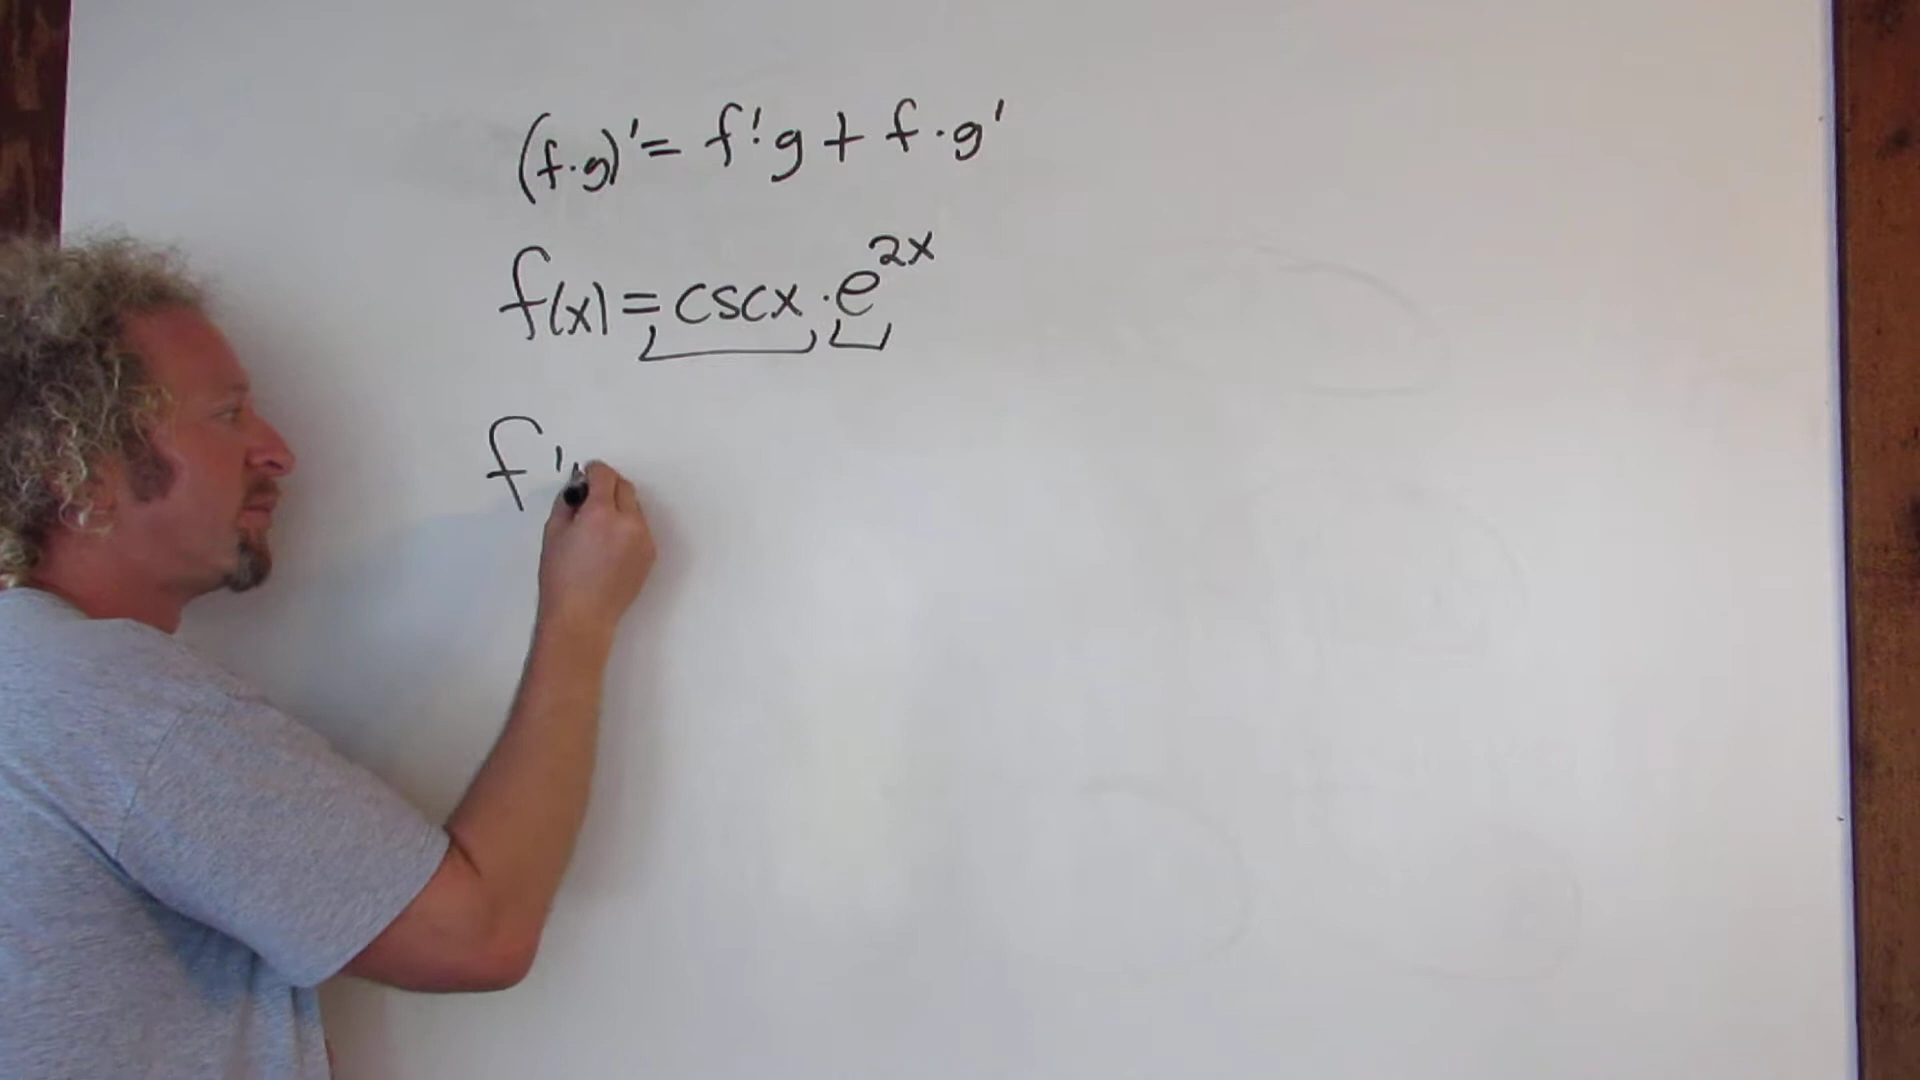 (f·g)' = f'·g + f·g'
f(x) = cscx · e^2x
f'